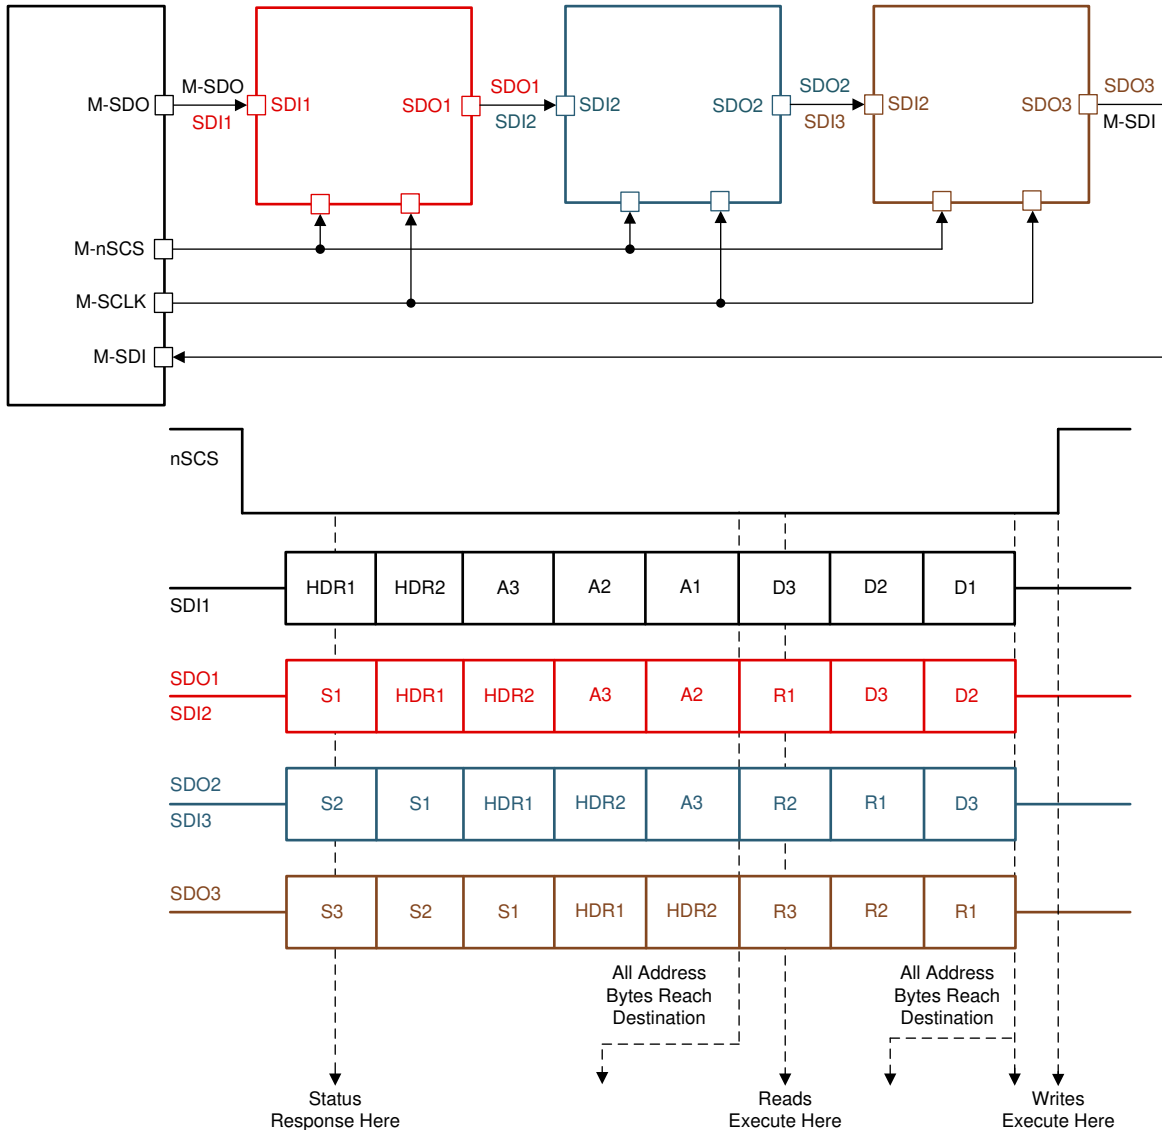 M-SDO
M-SDO
SDI1
SDI1
SDO1
SDO1
SDI2
SDI2
SDO2
SDO2
SDI3
SDI2
SDO3
SDO3
M-SDI
M-nSCS
M-SCLK
M-SDI
nSCS
SDI1
HDR1 HDR2 A3 A2 A1 D3 D2 D1
SDO1
SDI2
S1 HDR1 HDR2 A3 A2 R1 D3 D2
SDO2
SDI3
S2 S1 HDR1 HDR2 A3 R2 R1 D3
SDO3
S3 S2 S1 HDR1 HDR2 R3 R2 R1
All Address
Bytes Reach
Destination
All Address
Bytes Reach
Destination
Status
Response Here
Reads
Execute Here
Writes
Execute Here